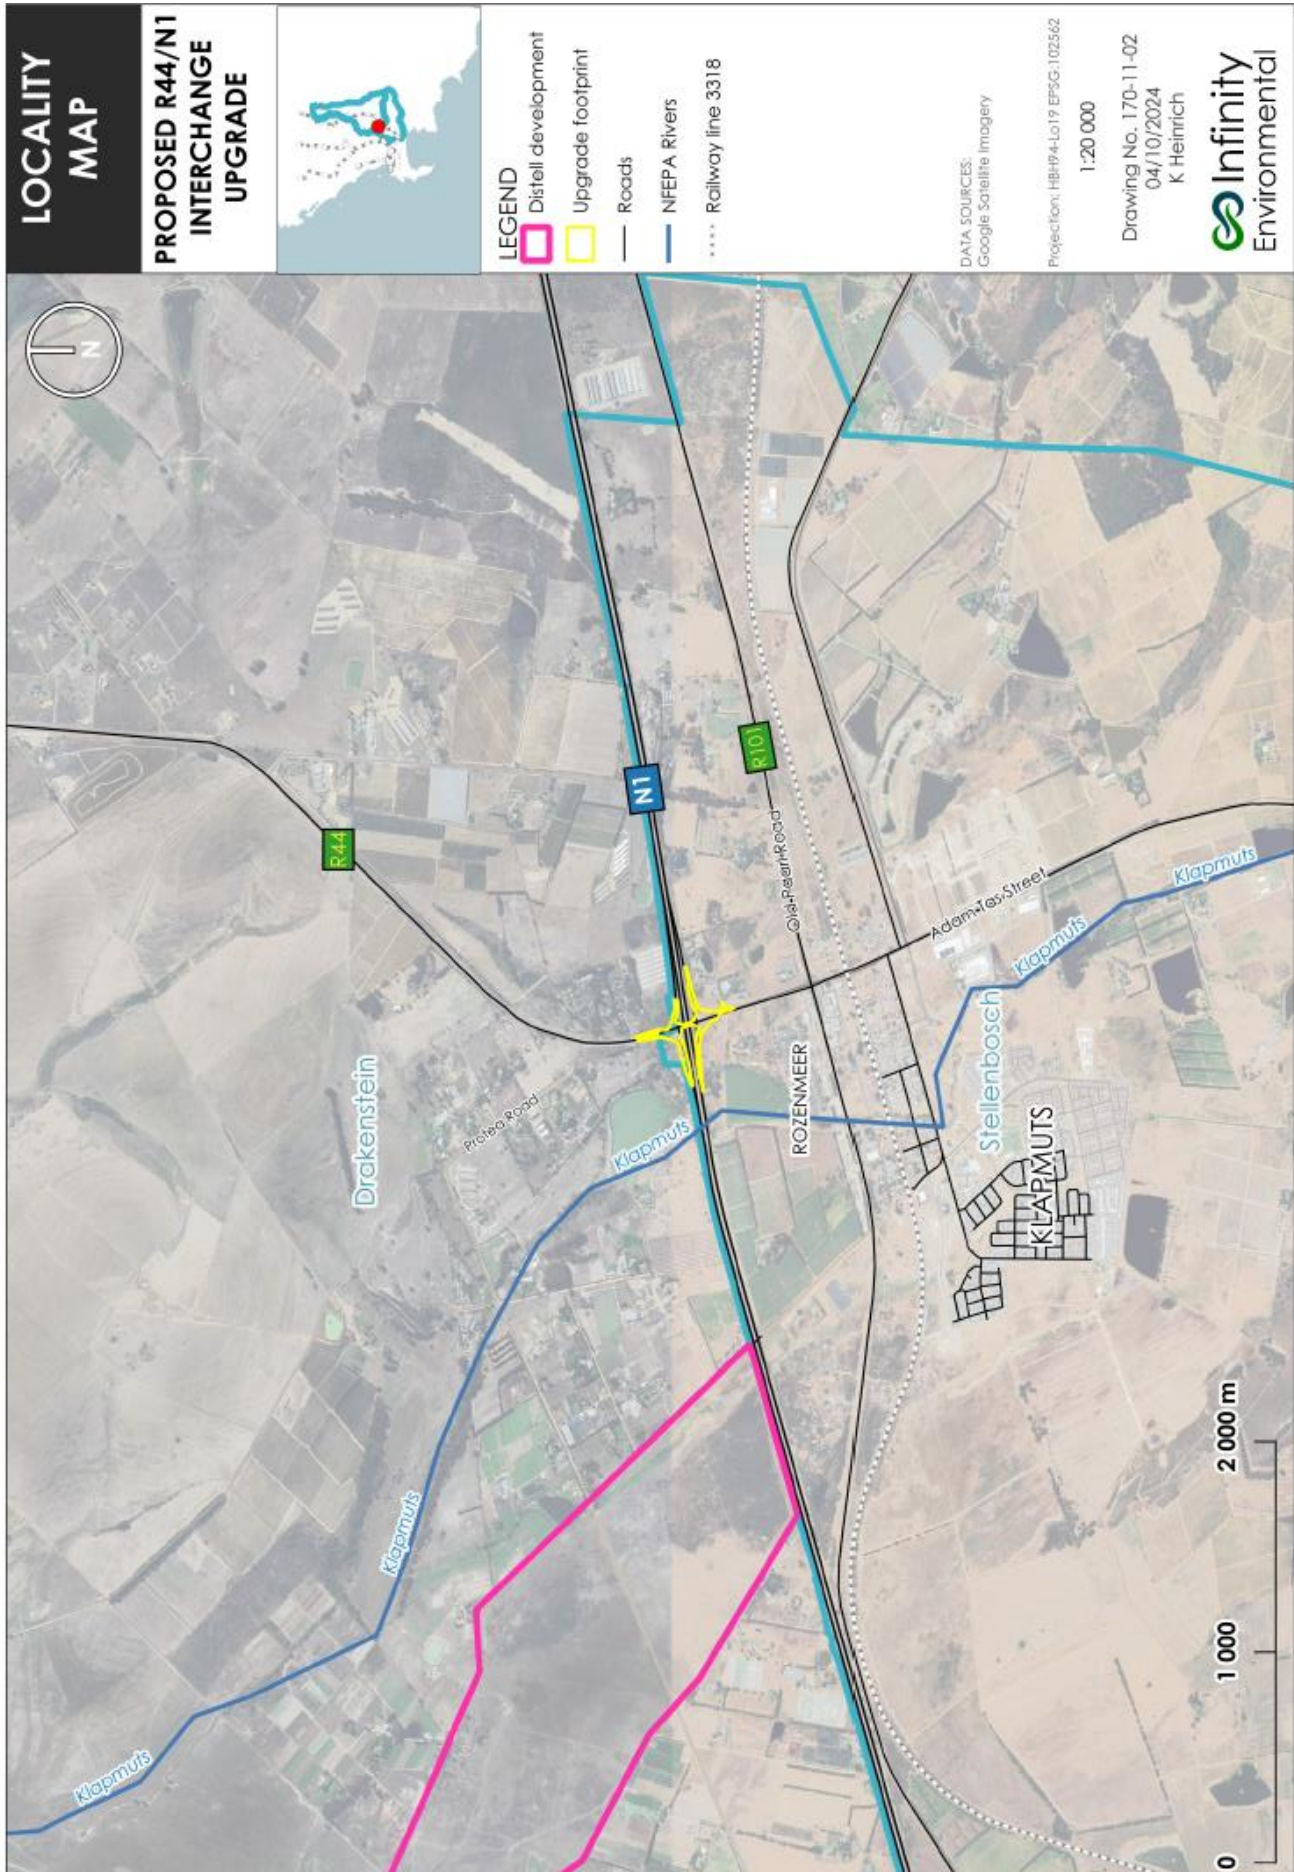 LOCALITY
MAP
PROPOSED R44/N1
INTERCHANGE
UPGRADE
LEGEND
Distell development
Upgrade footprint
Roads
NFEPA Rivers
Railway line 3318
DATA SOURCES:
Google Satellite Imagery
Projection: HBH94-Lo19 EPSG:102562
1:20 000
Drawing No. 170-11-02
04/10/2024
K Heinrich
Infinity
Environmental
N
R44
N1
R101
Drakenstein
Protea Road
Old Paarl Road
Adam Tas Street
Klapmuts
Klapmuts
Klapmuts
Klapmuts
Klapmuts
ROZENMEER
Stellenbosch
KLAPMUTS
0
1 000
2 000 m